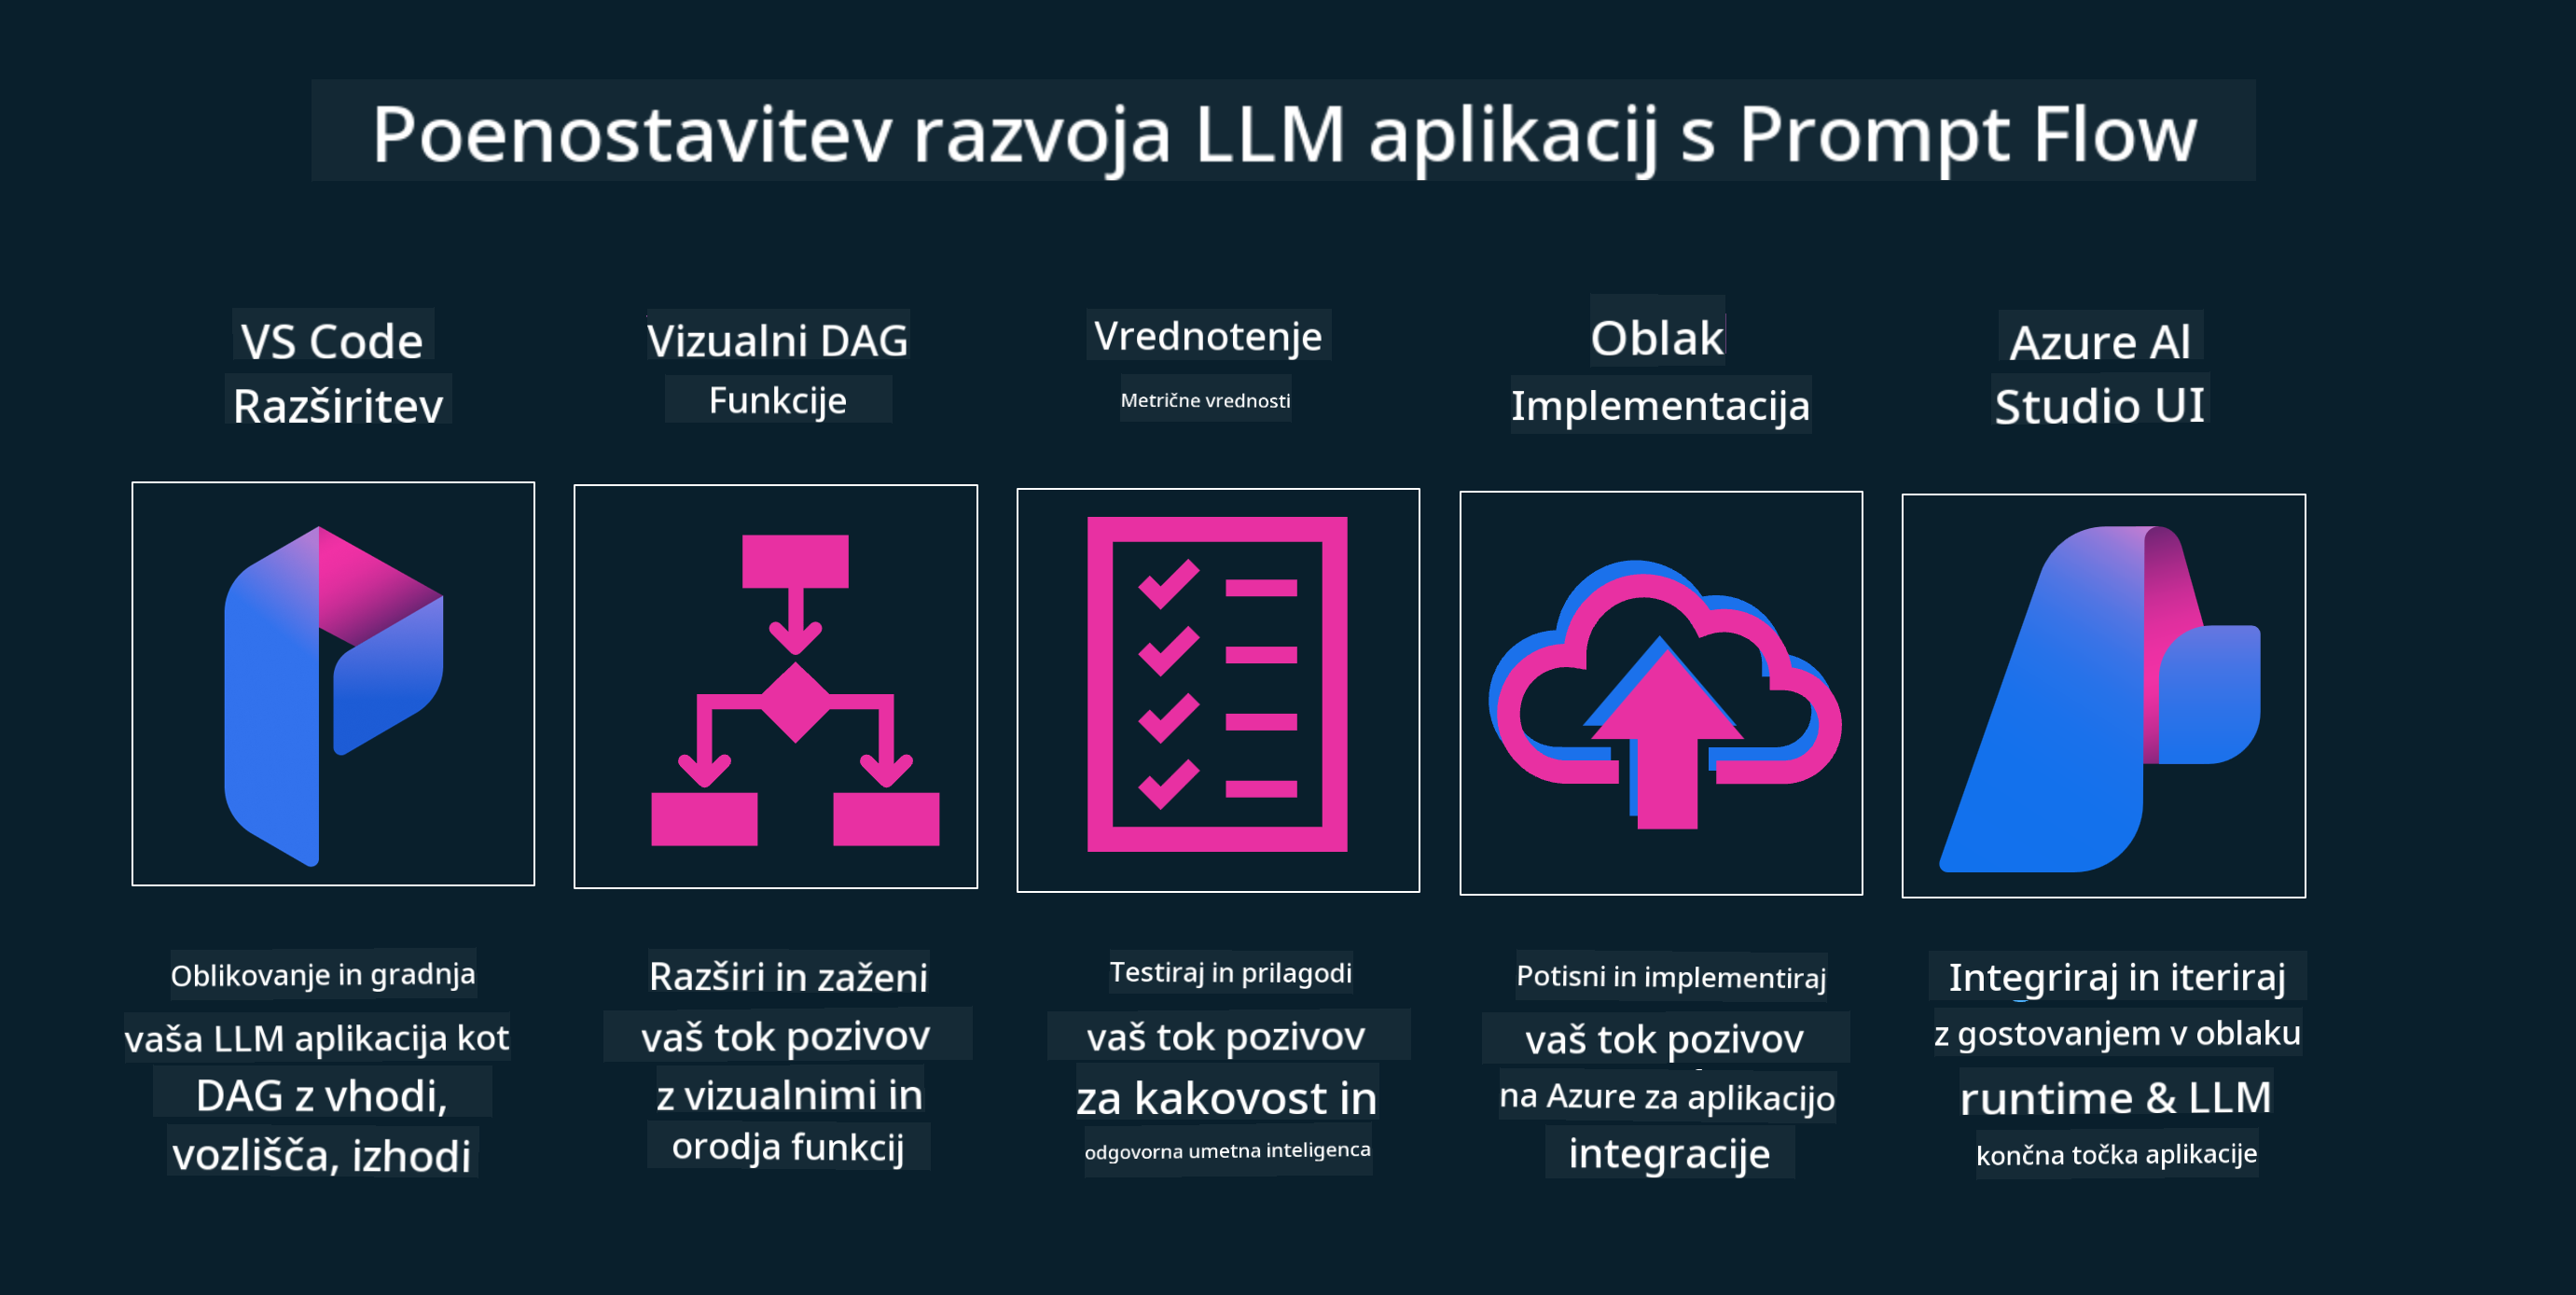 Poenostavitev razvoja LLM aplikacij s Prompt Flow
VS Code
Razširitev
Vizualni DAG
Funkcije
Vrednotenje
Metrične vrednosti
Oblak
Implementacija
Azure Al
Studio UI
Oblikovanje in gradnja
vaša LLM aplikacija kot
DAG z vhodi,
vozlišča, izhodi
Razširi in zaženi
vaš tok pozivov
z vizualnimi in
orodja funkcij
Testiraj in prilagodi
vaš tok pozivov
za kakovost in
odgovorna umetna inteligenca
Potisni in implementiraj
vaš tok pozivov
na Azure za aplikacijo
integracije
Integriraj in iteriraj
z gostovanjem v oblaku
runtime & LLM
končna točka aplikacije